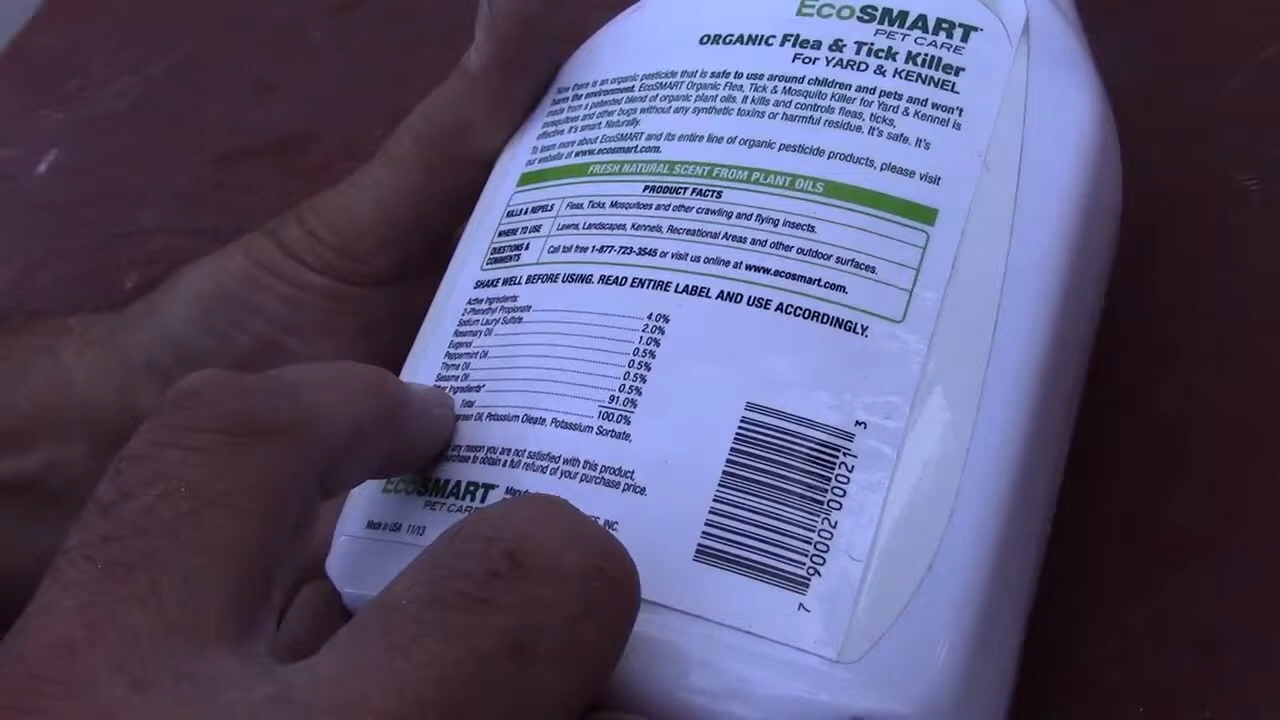 EcoSMART™
PET CARE
ORGANIC Flea & Tick Killer
For YARD & KENNEL
Now there is an organic pesticide that is safe to use around children and pets and won't
harm the environment. EcoSMART Organic Flea, Tick & Mosquito Killer for Yard & Kennel is
made from a patented blend of organic plant oils. It kills and controls fleas, ticks,
mosquitoes and other bugs without any synthetic toxins or harmful residue. It's safe. It's
effective. It's smart. Naturally.
To learn more about EcoSMART and its entire line of organic pesticide products, please visit
our website at www.ecosmart.com.
FRESH NATURAL SCENT FROM PLANT OILS
PRODUCT FACTS
KILLS & REPELS Fleas, Ticks, Mosquitoes and other crawling and flying insects.
WHERE TO USE Lawns, Landscapes, Kennels, Recreational Areas and other outdoor surfaces.
QUESTIONS & COMMENTS Call toll free 1-877-723-3545 or visit us online at www.ecosmart.com.
SHAKE WELL BEFORE USING. READ ENTIRE LABEL AND USE ACCORDINGLY.
Active Ingredients:
2-Phenethyl Propionate 4.0%
Sodium Lauryl Sulfate 2.0%
Rosemary Oil 1.0%
Eugenol 0.5%
Peppermint Oil 0.5%
Thyme Oil 0.5%
Sesame Oil 0.5%
Ingredients* 91.0%
Total 100.0%
Oil, Potassium Oleate, Potassium Sorbate,
any reason you are not satisfied with this product,
purchase to obtain a full refund of your purchase price.
EcoSMART™
PET CARE
INC.
Made in USA 11/13
7 90002 00021 3